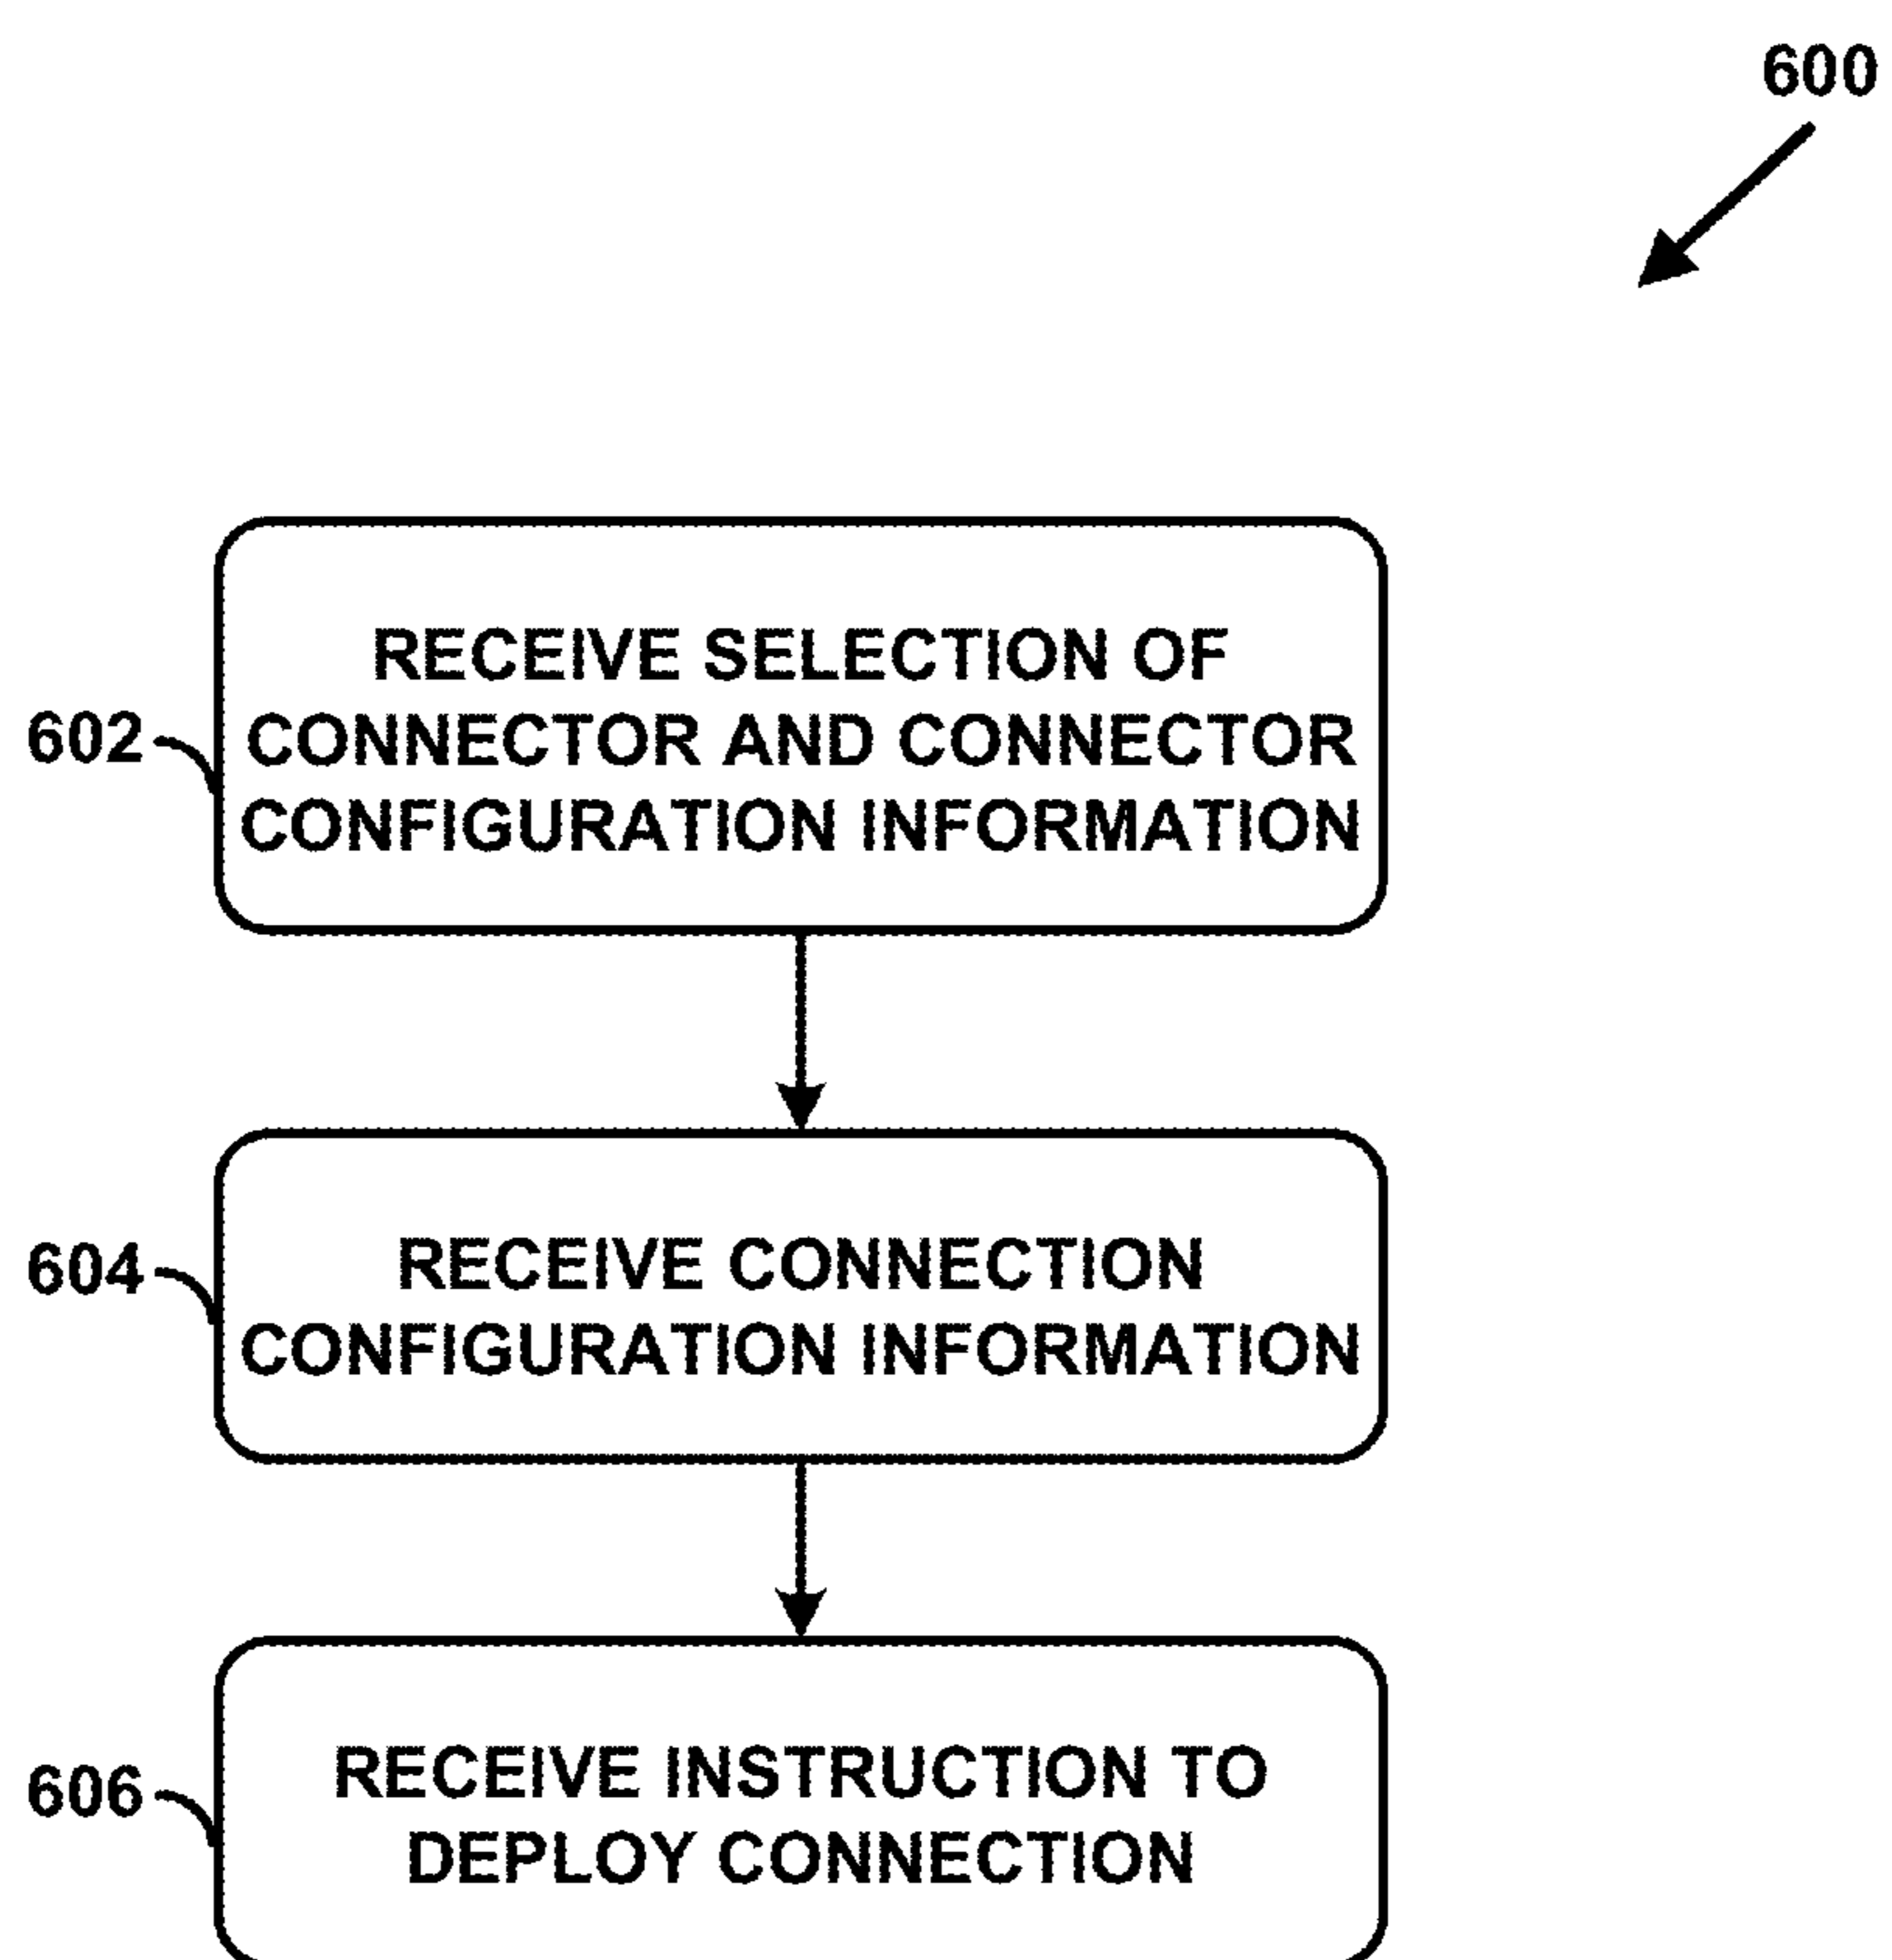 600
602
RECEIVE SELECTION OF
CONNECTOR AND CONNECTOR
CONFIGURATION INFORMATION
604
RECEIVE CONNECTION
CONFIGURATION INFORMATION
606
RECEIVE INSTRUCTION TO
DEPLOY CONNECTION